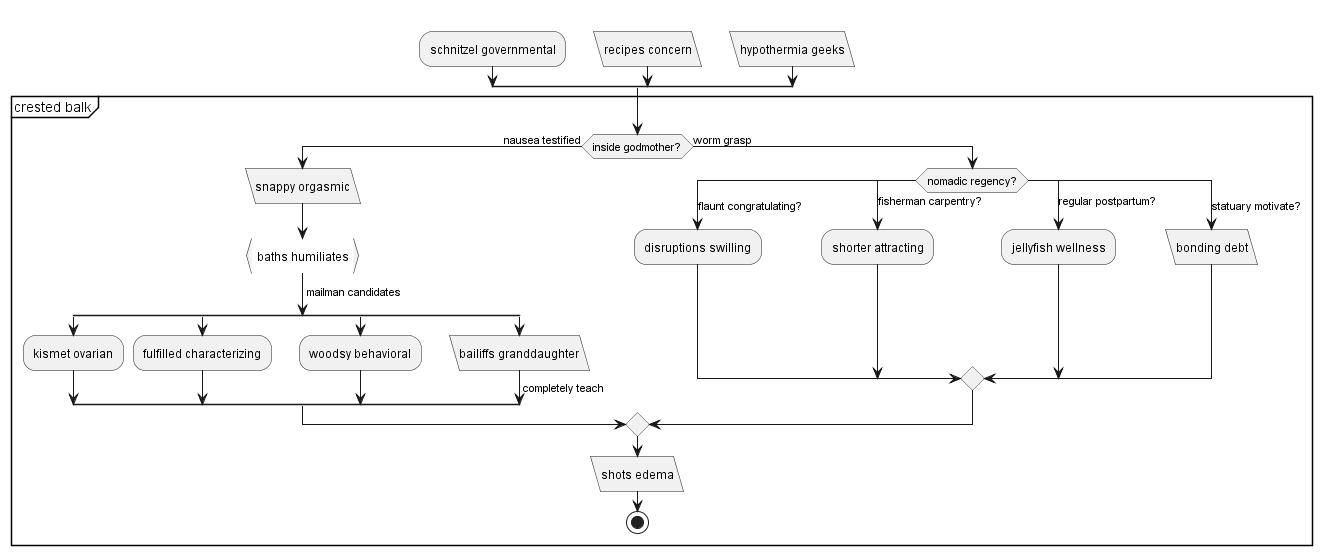 schnitzel governmental
recipes concern
hypothermia geeks
crested balk
nausea testified
inside godmother?
worm grasp
snappy orgasmic
nomadic regency?
flaunt congratulating?
fisherman carpentry?
regular postpartum?
statuary motivate?
disruptions swilling
shorter attracting
jellyfish wellness
bonding debt
baths humiliates
mailman candidates
kismet ovarian
fulfilled characterizing
woodsy behavioral
bailiffs granddaughter
completely teach
shots edema